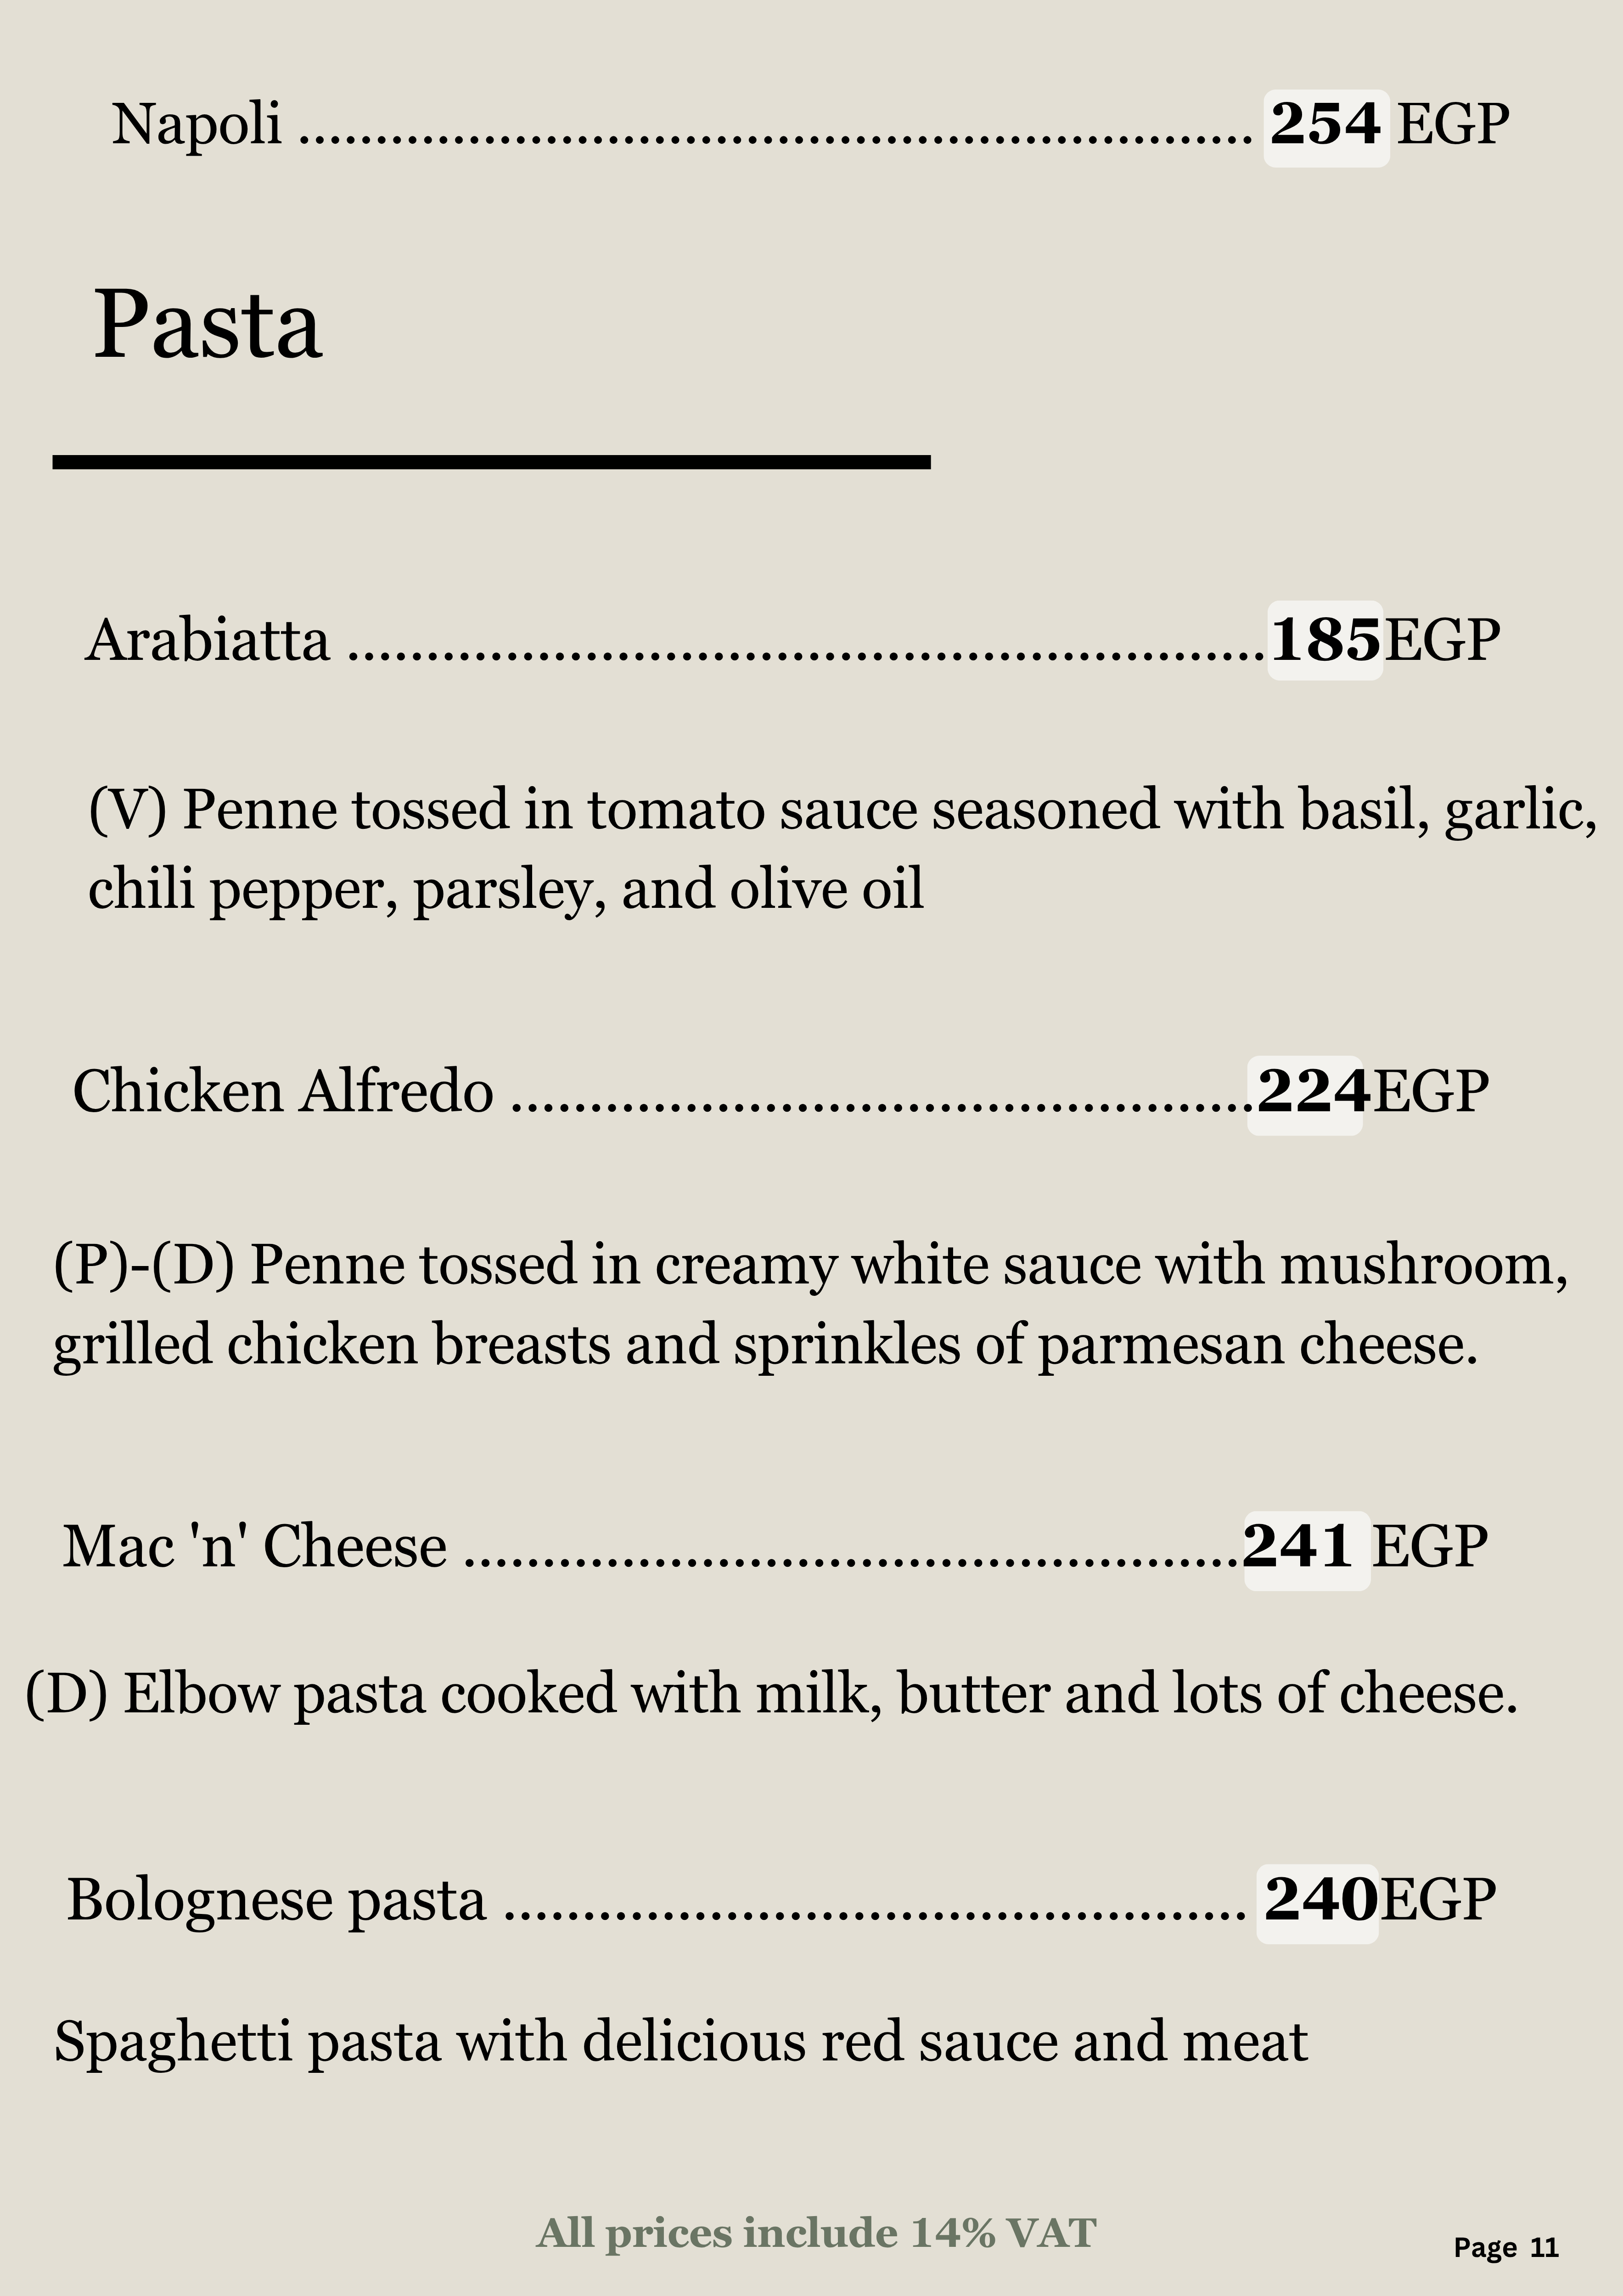 Napoli ............................................................ 254 EGP
Pasta
Arabiatta ..........................................................185EGP
(V) Penne tossed in tomato sauce seasoned with basil, garlic,
chili pepper, parsley, and olive oil
Chicken Alfredo ...............................................224EGP
(P)-(D) Penne tossed in creamy white sauce with mushroom,
grilled chicken breasts and sprinkles of parmesan cheese.
Mac 'n' Cheese .................................................241 EGP
(D) Elbow pasta cooked with milk, butter and lots of cheese.
Bolognese pasta ............................................... 240EGP
Spaghetti pasta with delicious red sauce and meat
All prices include 14% VAT
Page 11